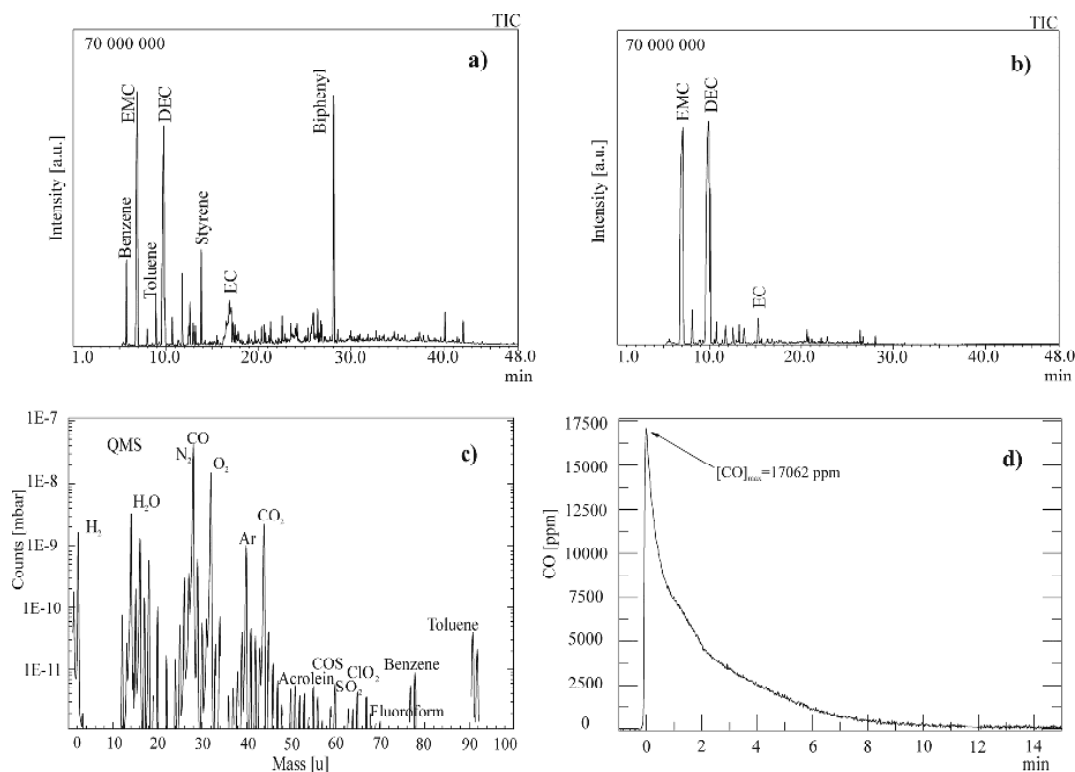 TIC
70 000 000
a)
Intensity [a.u.]
Benzene
EMC
Toluene
DEC
Styrene
EC
Biphenyl
1.0 10.0 20.0 30.0 40.0 48.0
min
TIC
70 000 000
b)
Intensity [a.u.]
EMC
DEC
EC
1.0 10.0 20.0 30.0 40.0 48.0
min
1E-7
1E-8
1E-9
1E-10
1E-11
Counts [mbar]
QMS
c)
H₂
H₂O
N₂
CO
O₂
Ar
CO₂
Acrolein
COS
SO₂
ClO₂
Fluoroform
Benzene
Toluene
0 10 20 30 40 50 60 70 80 90 100
Mass [u]
17500
15000
12500
10000
7500
5000
2500
0
CO [ppm]
d)
[CO]max=17062 ppm
0 2 4 6 8 10 12 14
min